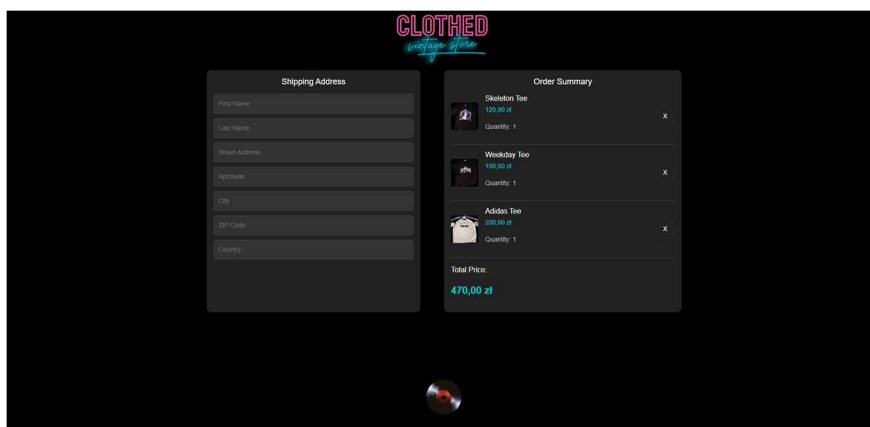 CLOTHED
vintage store
Shipping Address
First Name
Last Name
Street Address
Apt/Suite
City
ZIP Code
Country
Order Summary
Skeleton Tee
120,00 zł
Quantity: 1
X
Weekday Tee
150,00 zł
Quantity: 1
X
Adidas Tee
200,00 zł
Quantity: 1
X
Total Price:
470,00 zł